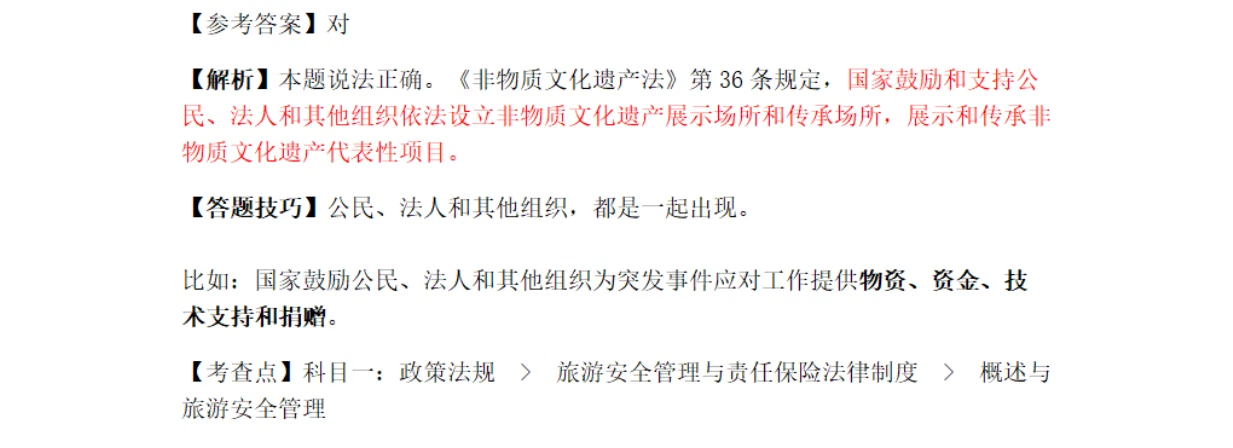 【参考答案】对
【解析】本题说法正确。《非物质文化遗产法》第 36 条规定，国家鼓励和支持公
民、法人和其他组织依法设立非物质文化遗产展示场所和传承场所，展示和传承非
物质文化遗产代表性项目。
【答题技巧】公民、法人和其他组织，都是一起出现。
比如：国家鼓励公民、法人和其他组织为突发事件应对工作提供物资、资金、技
术支持和捐赠。
【考查点】科目一：政策法规 > 旅游安全管理与责任保险法律制度 > 概述与
旅游安全管理